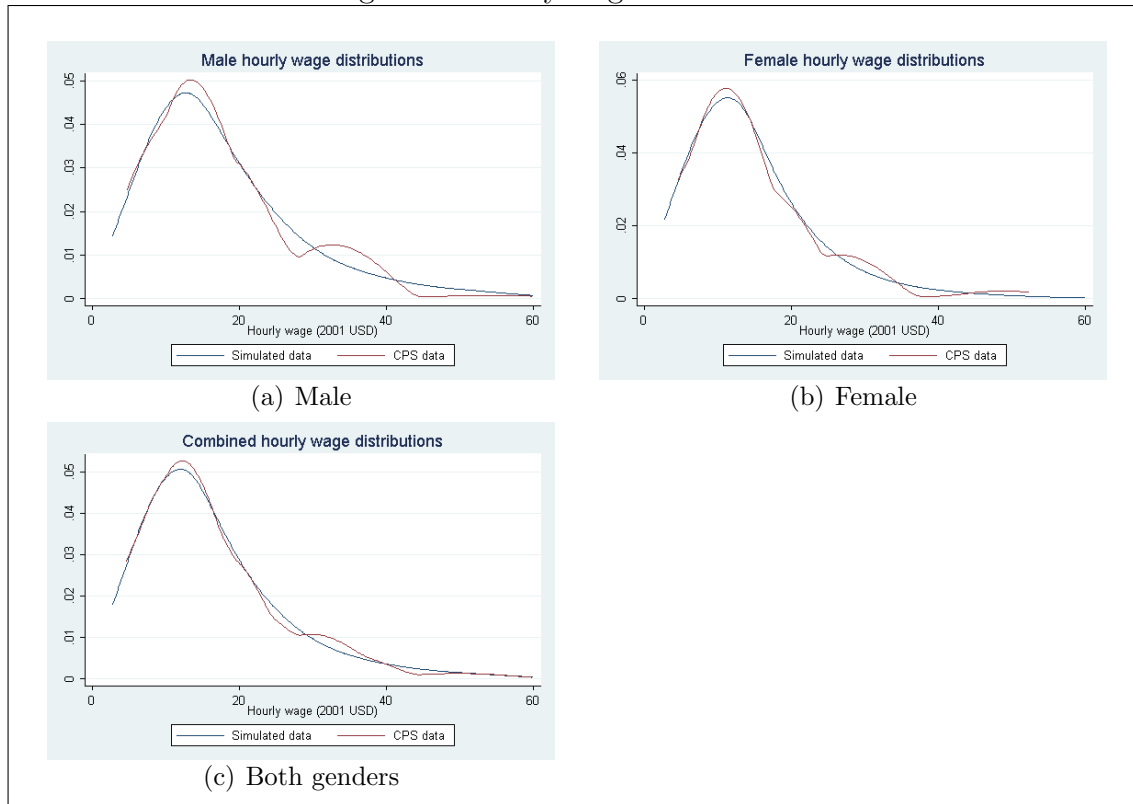 Male hourly wage distributions
.05
.04
.03
.02
.01
0
0 20 40 60
Hourly wage (2001 USD)
Simulated data CPS data
(a) Male
Female hourly wage distributions
.06
.04
.02
0
0 20 40 60
Hourly wage (2001 USD)
Simulated data CPS data
(b) Female
Combined hourly wage distributions
.05
.04
.03
.02
.01
0
0 20 40 60
Hourly wage (2001 USD)
Simulated data CPS data
(c) Both genders